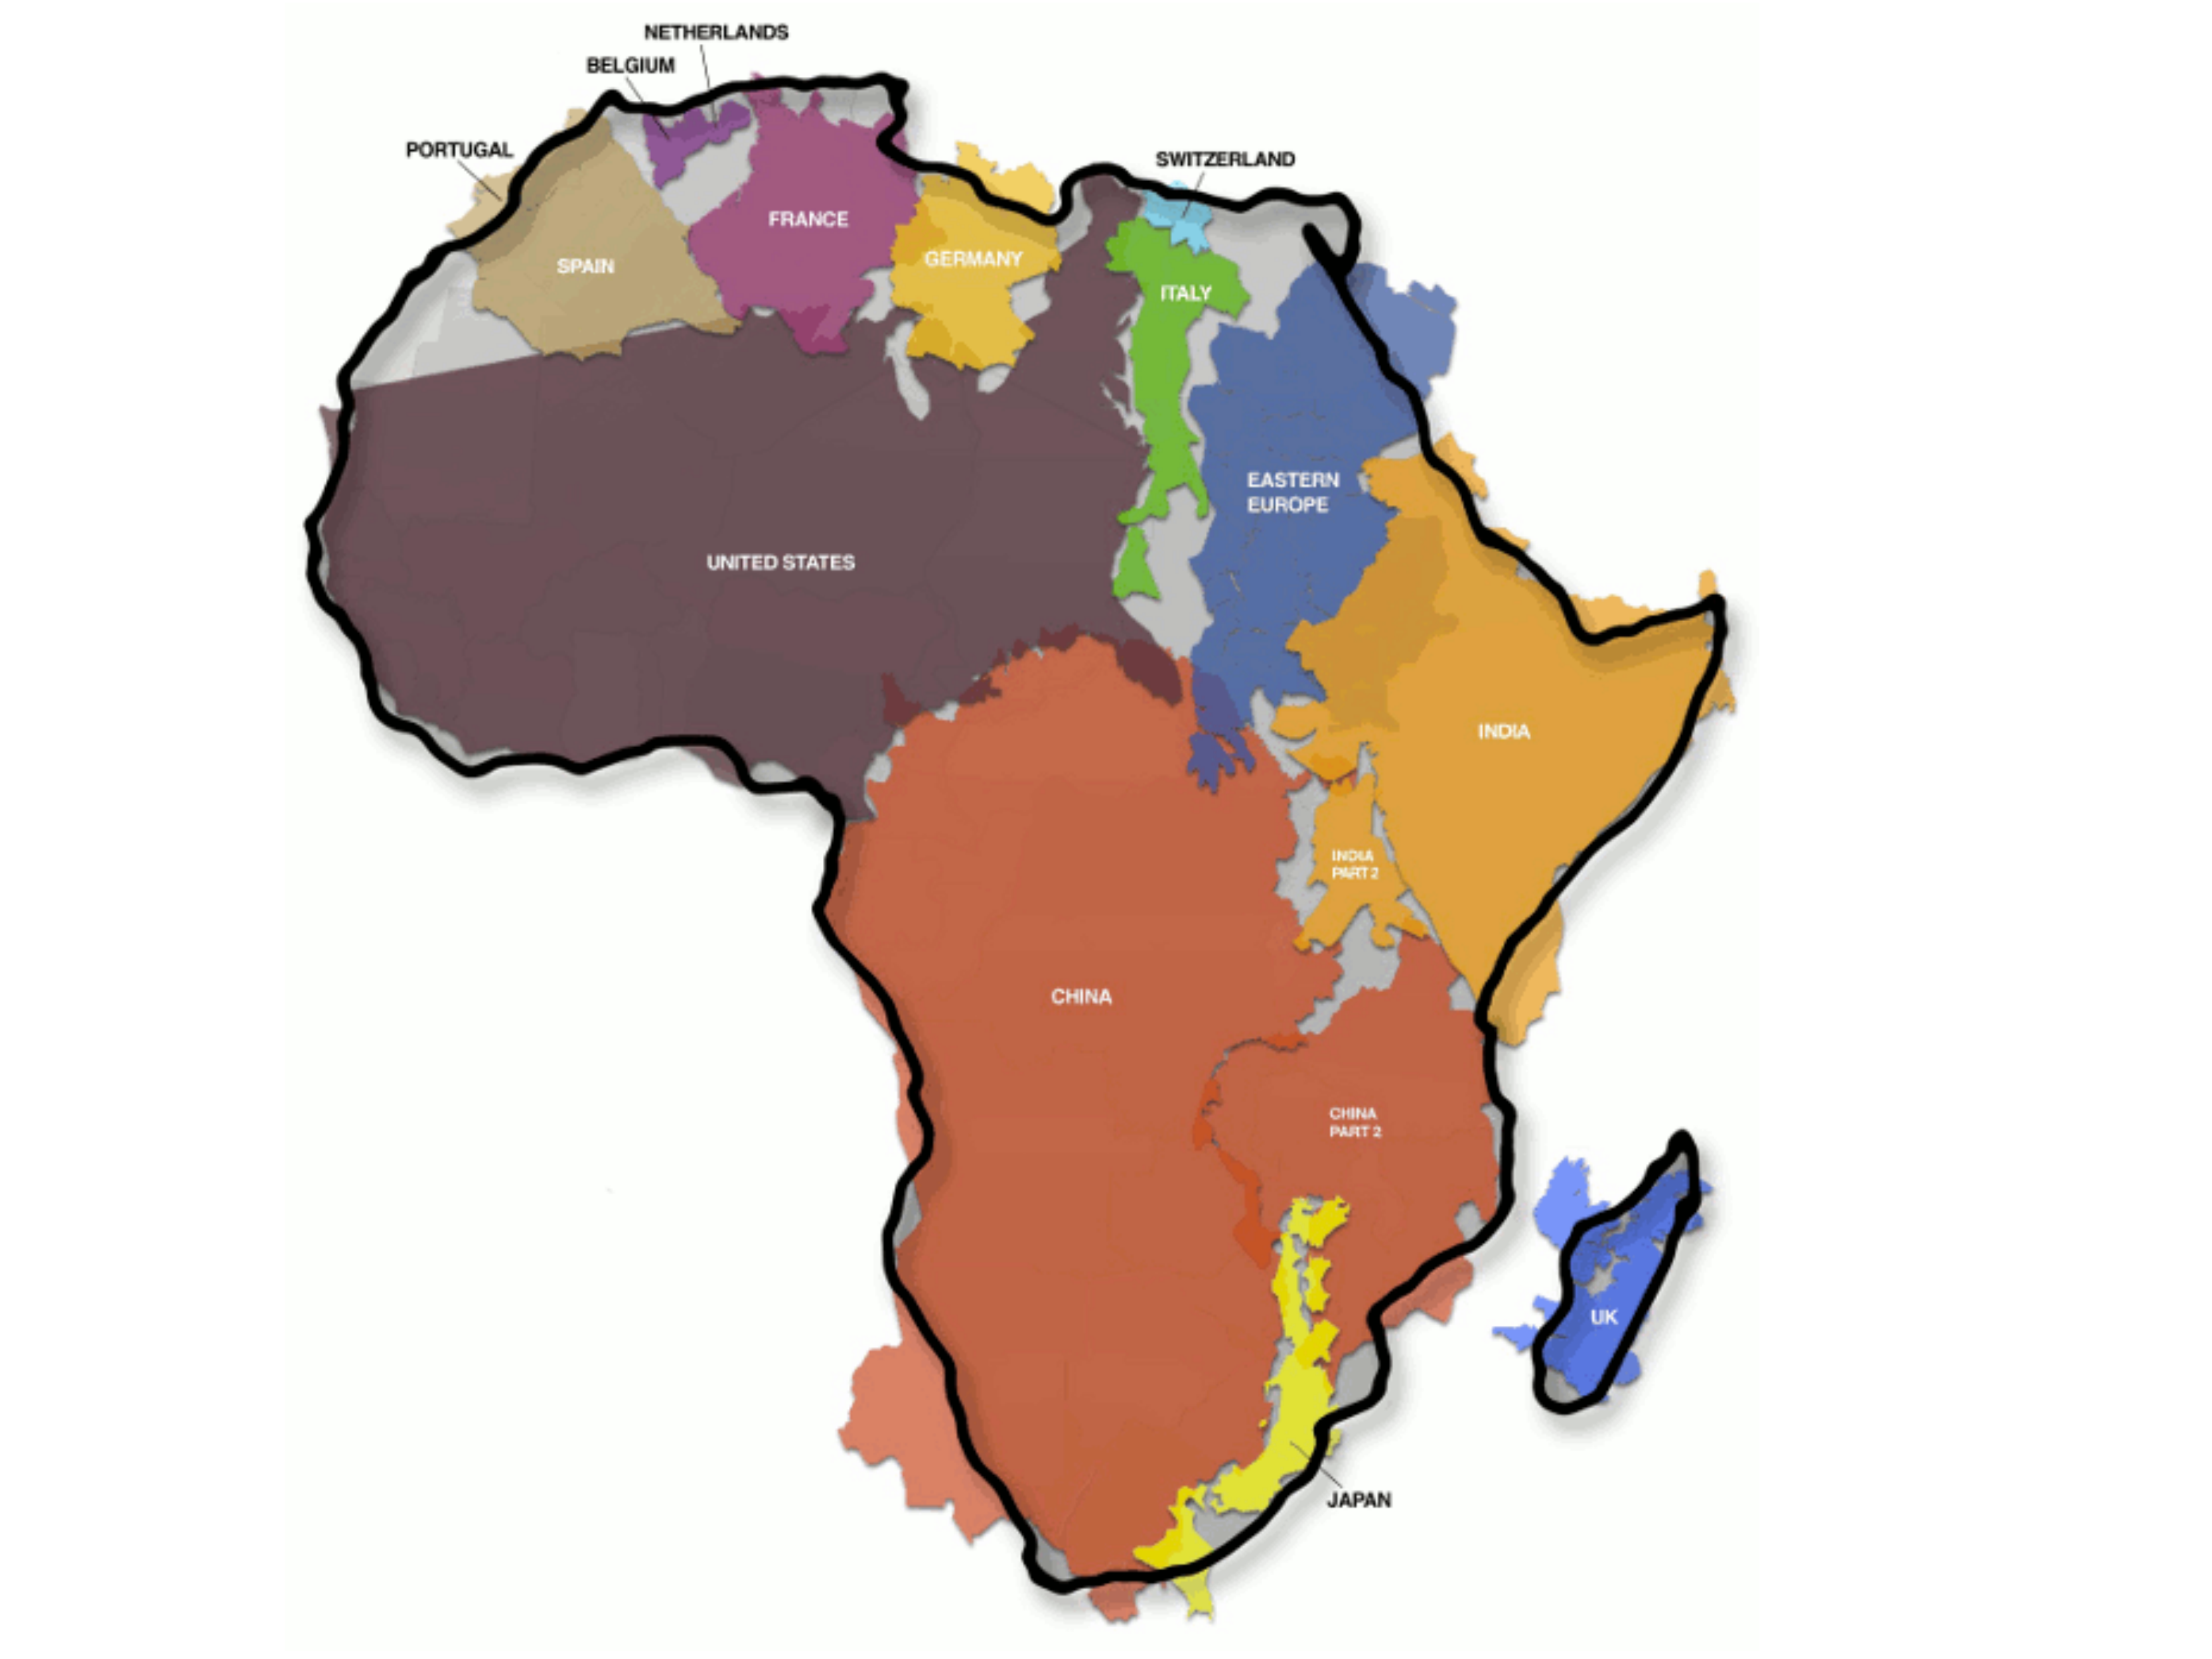 NETHERLANDS
BELGIUM
PORTUGAL
SWITZERLAND
FRANCE
GERMANY
SPAIN
ITALY
EASTERN
EUROPE
UNITED STATES
INDIA
INDIA
PART 2
CHINA
CHINA
PART 2
UK
JAPAN